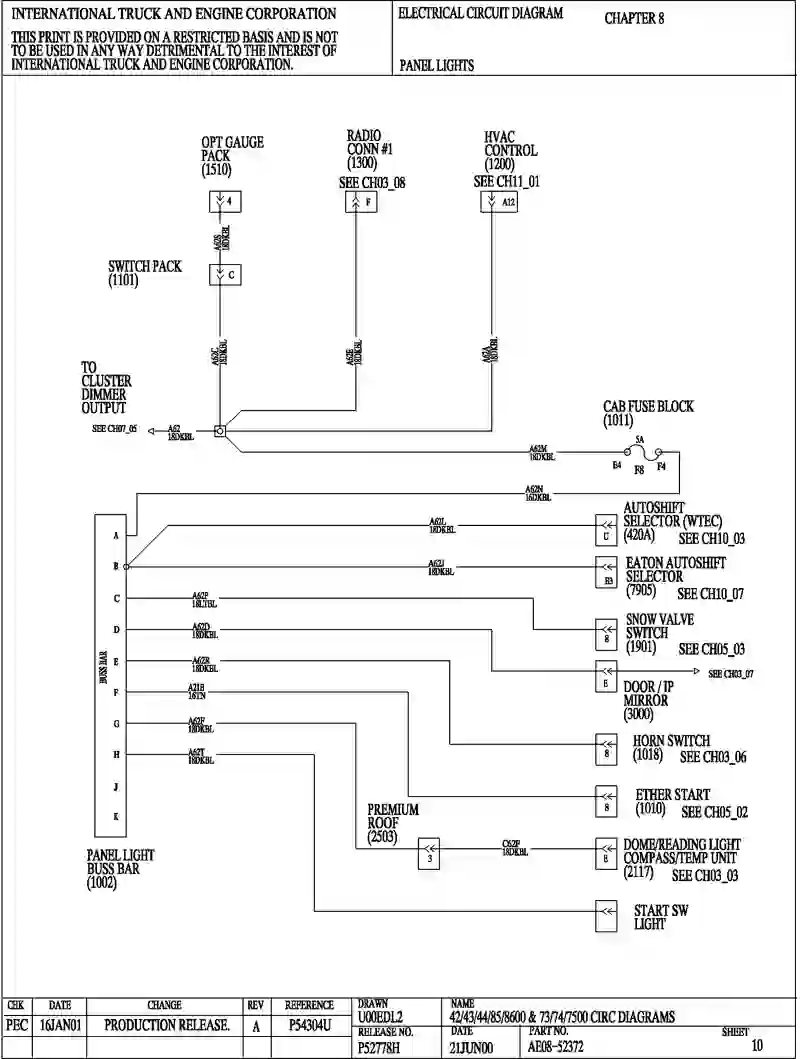 INTERNATIONAL TRUCK AND ENGINE CORPORATION
THIS PRINT IS PROVIDED ON A RESTRICTED BASIS AND IS NOT
TO BE USED IN ANY WAY DETRIMENTAL TO THE INTEREST OF
INTERNATIONAL TRUCK AND ENGINE CORPORATION.
ELECTRICAL CIRCUIT DIAGRAM
CHAPTER 8
PANEL LIGHTS
OPT GAUGE
PACK
(1510)
4
RADIO
CONN #1
(1300)
SEE CH03_08
F
HVAC
CONTROL
(1200)
SEE CH11_01
A12
A62S
18DKBL
SWITCH PACK
(1101)
C
A62C
18DKBL
A62E
18DKBL
A62A
18DKBL
TO
CLUSTER
DIMMER
OUTPUT
SEE CH07_05
A62
18DKBL
CAB FUSE BLOCK
(1011)
5A
E4
F8
F4
A62M
18DKBL
A62N
16DKBL
BUSS BAR
A
B
C
D
E
F
G
H
J
K
PANEL LIGHT
BUSS BAR
(1002)
A62L
18DKBL
U
AUTOSHIFT
SELECTOR (WTEC)
(420A)
SEE CH10_03
A62J
18DKBL
E3
EATON AUTOSHIFT
SELECTOR
(7905)
SEE CH10_07
A62P
18LTBL
8
SNOW VALVE
SWITCH
(1901)
SEE CH05_03
A62D
18DKBL
E
SEE CH03_07
DOOR / IP
MIRROR
(3000)
A62R
18DKBL
8
HORN SWITCH
(1018)
SEE CH03_06
16TN
8
ETHER START
(1010)
SEE CH05_02
A62F
18DKBL
PREMIUM
ROOF
(2503)
3
C62F
18DKBL
DOME/READING LIGHT
COMPASS/TEMP UNIT
(2117)
SEE CH03_03
A62T
18DKBL
START SW
LIGHT
CHK DATE CHANGE REV REFERENCE
PEC 16JAN01 PRODUCTION RELEASE. A P54304U
DRAWN
U00EDL2
NAME
42/43/44/85/8600 & 73/74/7500 CIRC DIAGRAMS
RELEASE NO.
P52778H
DATE
21JUN00
PART NO.
AE08-52372
SHEET
10